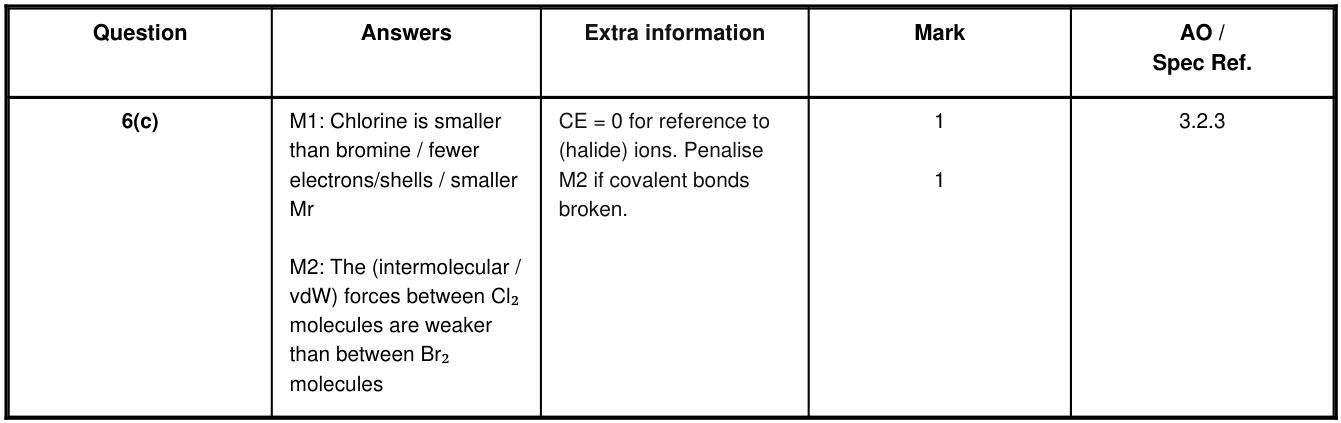 Question Answers Extra information Mark AO /
Spec Ref.
6(c)
M1: Chlorine is smaller
than bromine / fewer
electrons/shells / smaller
Mr
M2: The (intermolecular /
vdW) forces between Cl₂
molecules are weaker
than between Br₂
molecules
CE = 0 for reference to
(halide) ions. Penalise
M2 if covalent bonds
broken.
1
1
3.2.3